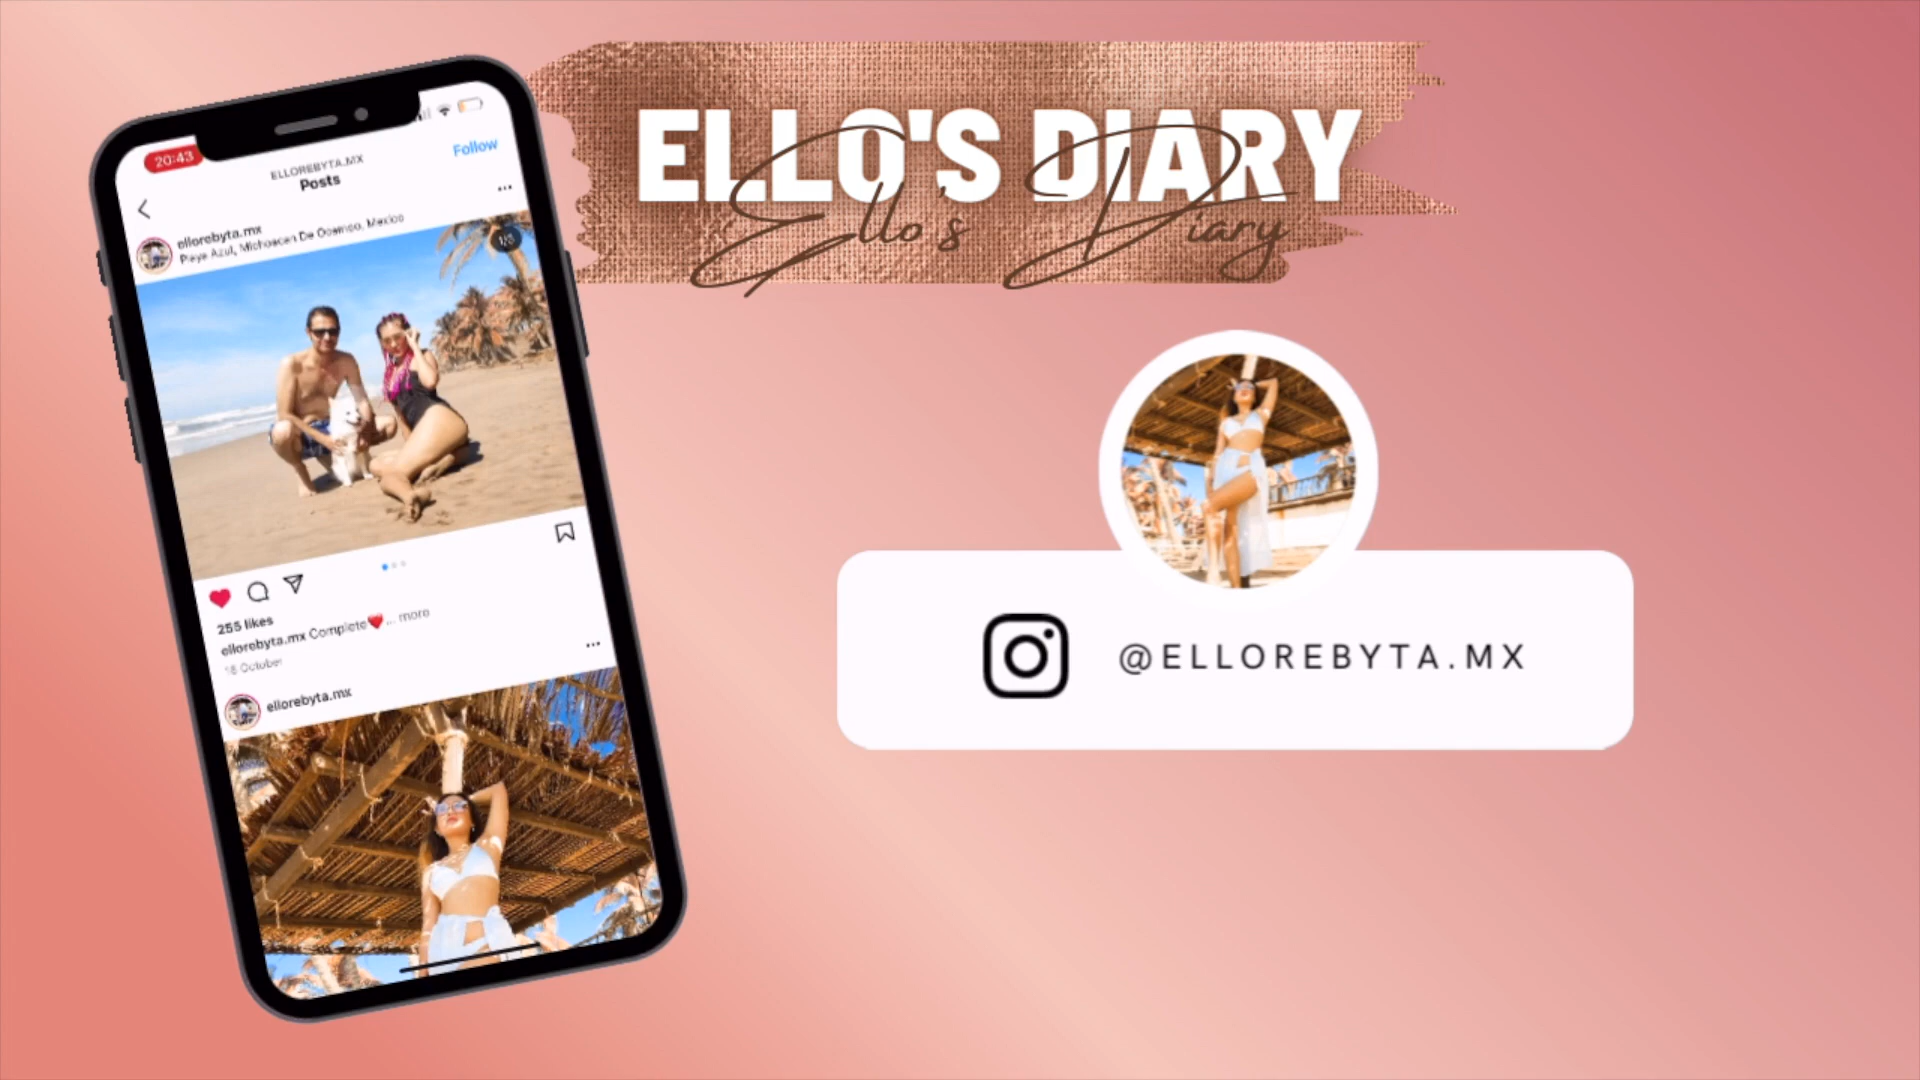 ELLO'S DIARY
Ello's Diary
20:43
ELLOREBYTA.MX
Posts
Follow
ellorebyta.mx
Playa Azul, Michoacan De Ocampo, Mexico
1/3
255 likes
ellorebyta.mx Complete❤️... more
16 October
ellorebyta.mx
@ELLOREBYTA.MX